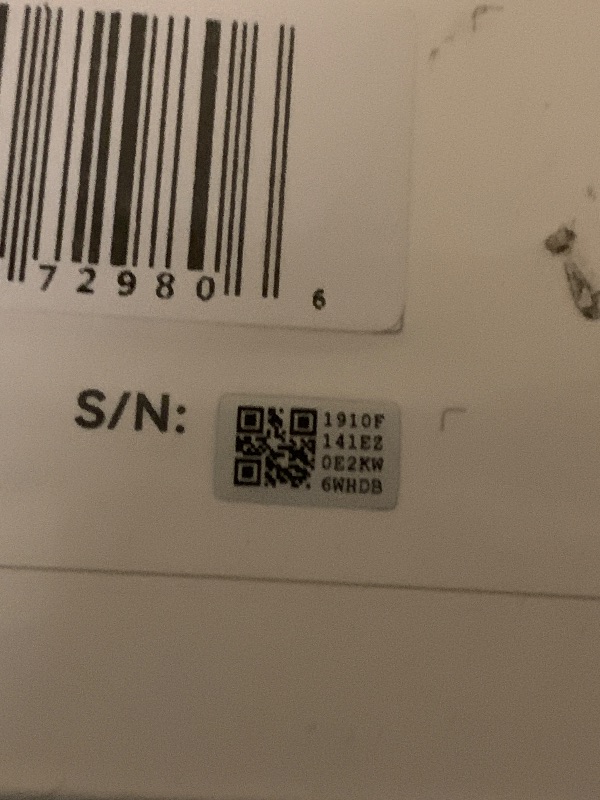 72980 6
S/N:
1910F
141EZ
0E2KW
6WHDB